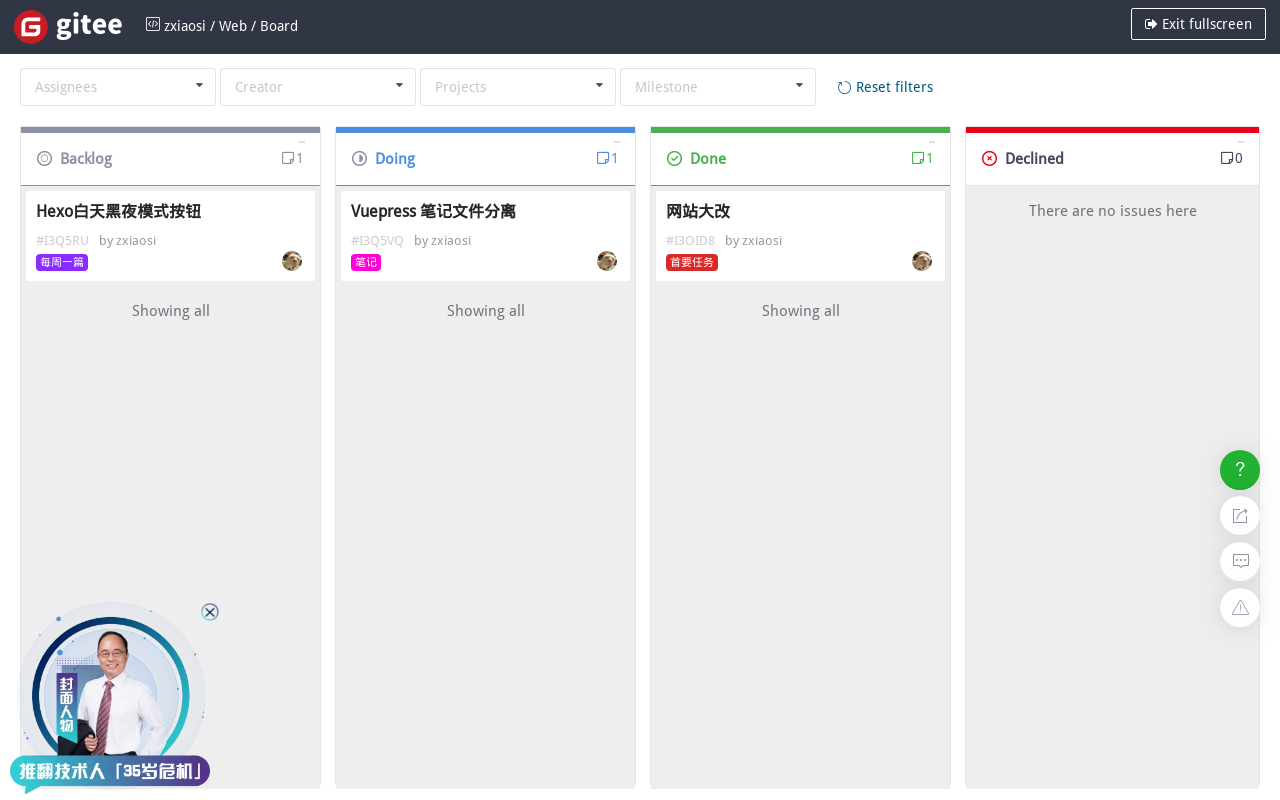 gitee
zxiaosi / Web / Board
Exit fullscreen
Assignees
Creator
Projects
Milestone
Reset filters
Backlog
1
Doing
1
Done
1
Declined
0
Hexo白天黑夜模式按钮
#I3Q5RU by zxiaosi
每周一篇
Showing all
Vuepress 笔记文件分离
#I3Q5VQ by zxiaosi
笔记
Showing all
网站大改
#I3OID8 by zxiaosi
首要任务
Showing all
There are no issues here
?
封面人物
推翻技术人「35岁危机」